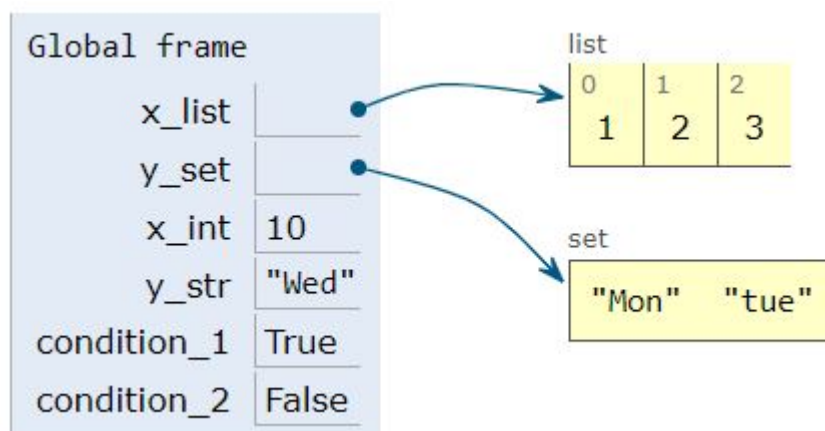 Global frame
x_list
y_set
x_int 10
y_str "Wed"
condition_1 True
condition_2 False
list
0 1 2
1 2 3
set
"Mon" "tue"